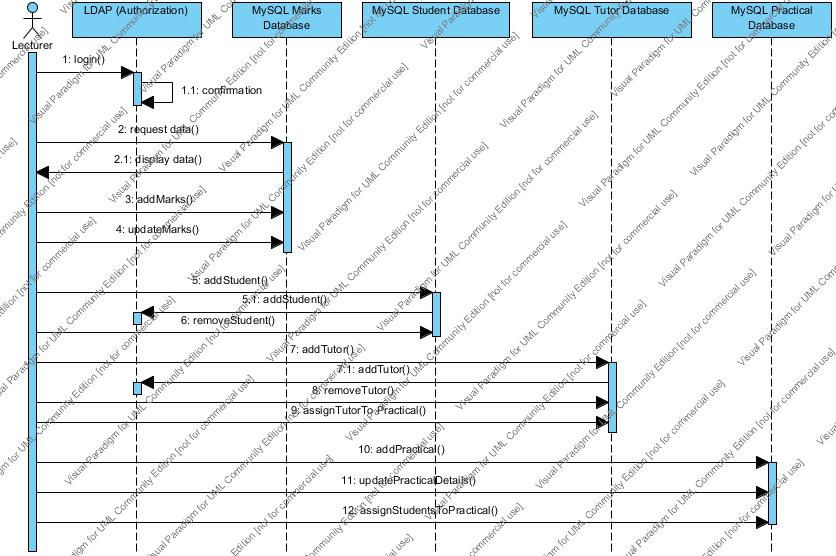 LDAP (Authorization)
MySQL Marks
Database
MySQL Student Database
MySQL Tutor Database
MySQL Practical
Database
Lecturer
1: login()
1.1: confirmation
2: request data()
2.1: display data()
3: addMarks()
4: updateMarks()
5: addStudent()
5.1: addStudent()
6: removeStudent()
7: addTutor()
7.1: addTutor()
8: removeTutor()
9: assignTutorTo Practical()
10: addPractical()
11: updatePracticalDetails()
12: assignStudentsToPractical()
Visual Paradigm for UML Community Edition [not for commercial use]